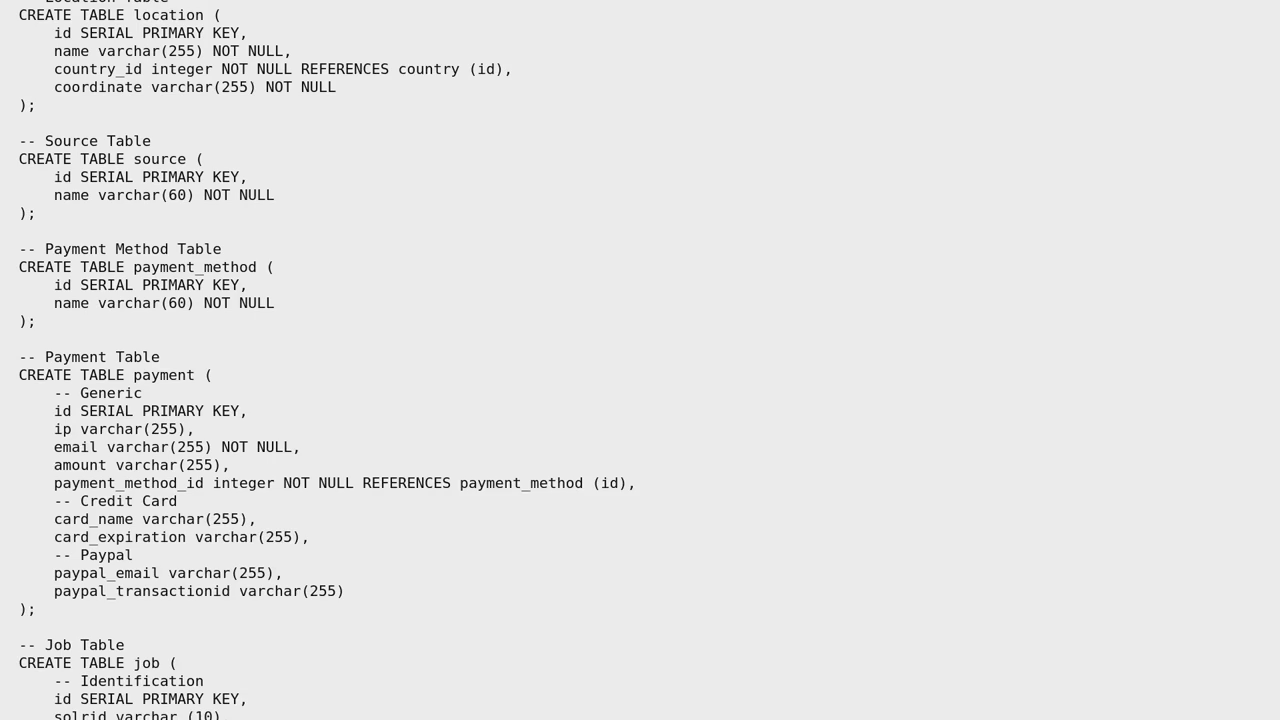 -- Location Table
CREATE TABLE location (
    id SERIAL PRIMARY KEY,
    name varchar(255) NOT NULL,
    country_id integer NOT NULL REFERENCES country (id),
    coordinate varchar(255) NOT NULL
);

-- Source Table
CREATE TABLE source (
    id SERIAL PRIMARY KEY,
    name varchar(60) NOT NULL
);

-- Payment Method Table
CREATE TABLE payment_method (
    id SERIAL PRIMARY KEY,
    name varchar(60) NOT NULL
);

-- Payment Table
CREATE TABLE payment (
    -- Generic
    id SERIAL PRIMARY KEY,
    ip varchar(255),
    email varchar(255) NOT NULL,
    amount varchar(255),
    payment_method_id integer NOT NULL REFERENCES payment_method (id),
    -- Credit Card
    card_name varchar(255),
    card_expiration varchar(255),
    -- Paypal
    paypal_email varchar(255),
    paypal_transactionid varchar(255)
);

-- Job Table
CREATE TABLE job (
    -- Identification
    id SERIAL PRIMARY KEY,
    solrid varchar (10),